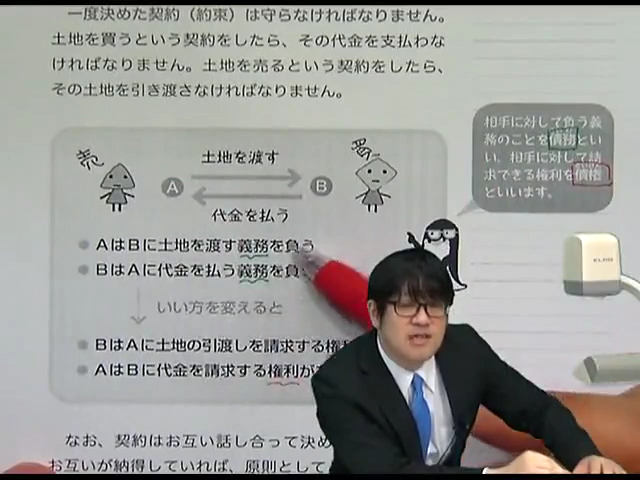 一度決めた契約（約束）は守らなければなりません。
土地を買うという契約をしたら、その代金を支払わな
ければなりません。土地を売るという契約をしたら、
その土地を引き渡さなければなりません。
売
買
土地を渡す
A
B
代金を払う
AはBに土地を渡す義務を負う
BはAに代金を払う義務を負
いい方を変えると
BはAに土地の引渡しを請求する権
AはBに代金を請求する権利が
相手に対して負う義
務のことを債務とい
い、相手に対して請
求できる権利を債権
といいます。
ELMO
なお、契約はお互い話し合って決め
お互いが納得していれば、原則として